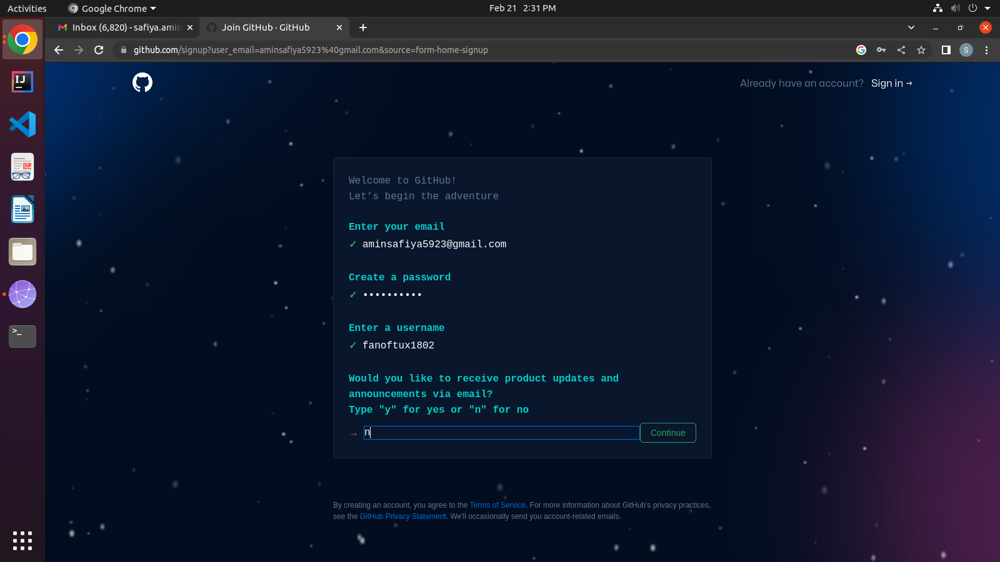 Activities
Google Chrome
Feb 21 2:31 PM
Inbox (6,820) - safiya.amin
Join GitHub · GitHub
github.com/signup?user_email=aminsafiya5923%40gmail.com&source=form-home-signup
S
Already have an account? Sign in →
Welcome to GitHub!
Let’s begin the adventure
Enter your email
✓ aminsafiya5923@gmail.com
Create a password
✓ ••••••••••
Enter a username
✓ fanoftux1802
Would you like to receive product updates and
announcements via email?
Type "y" for yes or "n" for no
→ n
Continue
By creating an account, you agree to the Terms of Service. For more information about GitHub's privacy practices,
see the GitHub Privacy Statement. We'll occasionally send you account-related emails.
IJ
>_